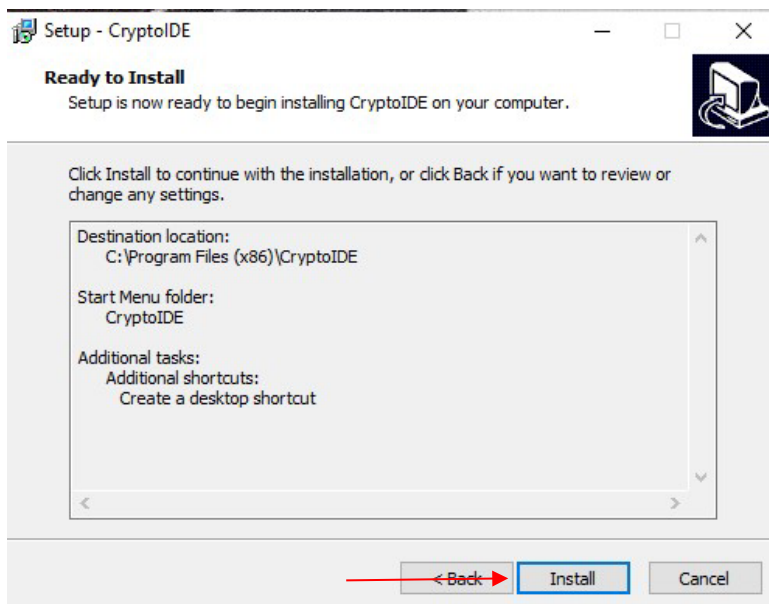 Setup - CryptoIDE
Ready to Install
Setup is now ready to begin installing CryptoIDE on your computer.
Click Install to continue with the installation, or click Back if you want to review or
change any settings.
Destination location:
C:\Program Files (x86)\CryptoIDE
Start Menu folder:
CryptoIDE
Additional tasks:
Additional shortcuts:
Create a desktop shortcut
< Back Install Cancel